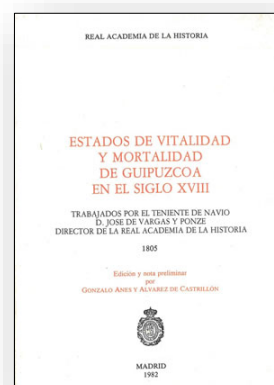 REAL ACADEMIA DE LA HISTORIA
ESTADOS DE VITALIDAD
Y MORTALIDAD
DE GUIPUZCOA
EN EL SIGLO XVIII
TRABAJADOS POR EL TENIENTE DE NAVIO
D. JOSE DE VARGAS Y PONZE
DIRECTOR DE LA REAL ACADEMIA DE LA HISTORIA
1805
Edición y nota preliminar
por
GONZALO ANES Y ALVAREZ DE CASTRILLON
MADRID
1982